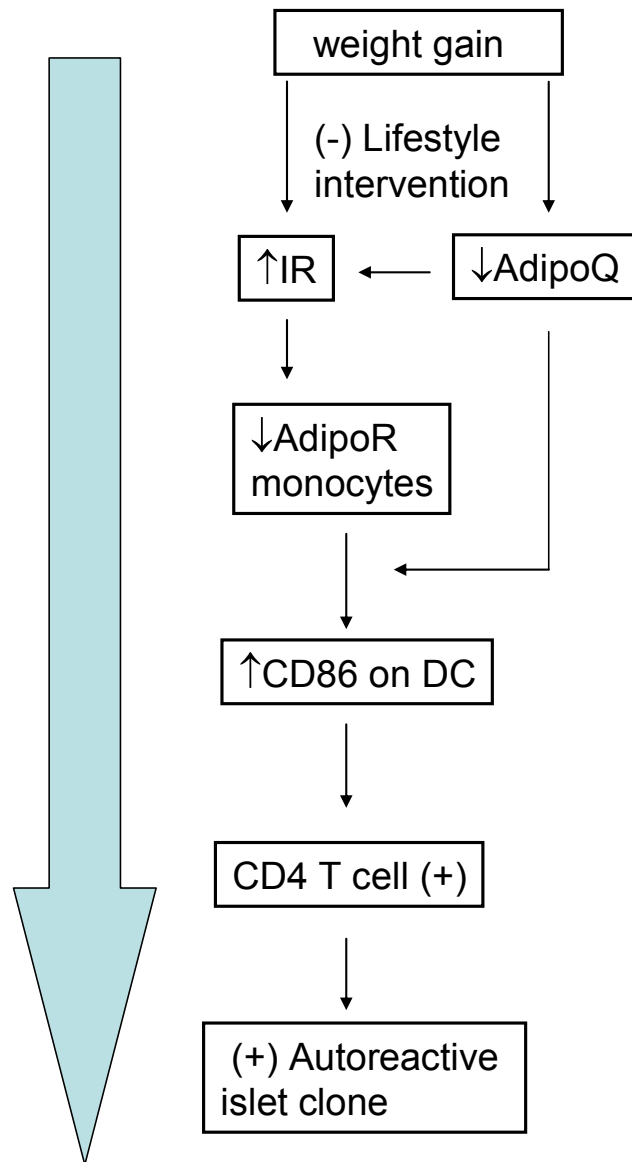 weight gain
(-) Lifestyle
intervention
↑IR
↓AdipoQ
↓AdipoR
monocytes
↑CD86 on DC
CD4 T cell (+)
(+) Autoreactive
islet clone